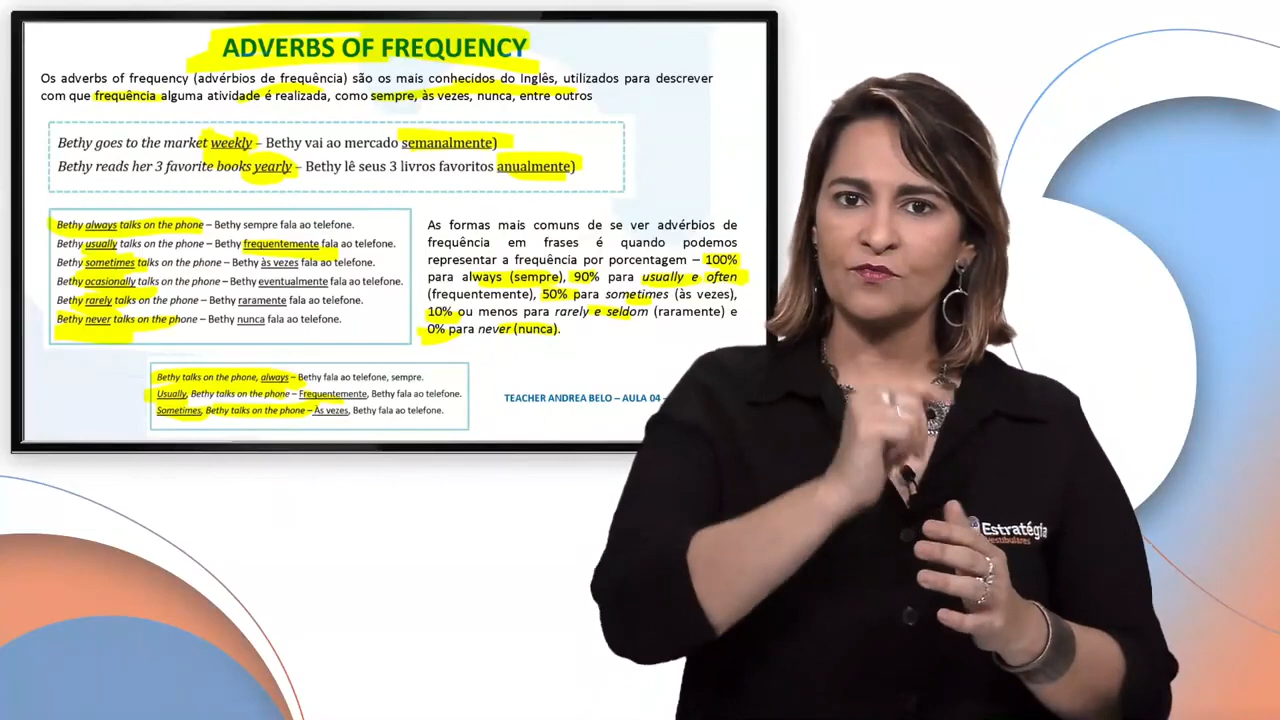 ADVERBS OF FREQUENCY
Os adverbs of frequency (advérbios de frequência) são os mais conhecidos do Inglês, utilizados para descrever
com que frequência alguma atividade é realizada, como sempre, às vezes, nunca, entre outros
Bethy goes to the market weekly – Bethy vai ao mercado semanalmente)
Bethy reads her 3 favorite books yearly – Bethy lê seus 3 livros favoritos anualmente)
Bethy always talks on the phone – Bethy sempre fala ao telefone.
Bethy usually talks on the phone – Bethy frequentemente fala ao telefone.
Bethy sometimes talks on the phone – Bethy às vezes fala ao telefone.
Bethy ocasionally talks on the phone – Bethy eventualmente fala ao telefone.
Bethy rarely talks on the phone – Bethy raramente fala ao telefone.
Bethy never talks on the phone – Bethy nunca fala ao telefone.
As formas mais comuns de se ver advérbios de
frequência em frases é quando podemos
representar a frequência por porcentagem – 100%
para always (sempre), 90% para usually e often
(frequentemente), 50% para sometimes (às vezes),
10% ou menos para rarely e seldom (raramente) e
0% para never (nunca).
Bethy talks on the phone, always – Bethy fala ao telefone, sempre.
Usually, Bethy talks on the phone – Frequentemente, Bethy fala ao telefone.
Sometimes, Bethy talks on the phone – Às vezes, Bethy fala ao telefone.
TEACHER ANDREA BELO – AULA 04 –
Estratégia
Vestibulares